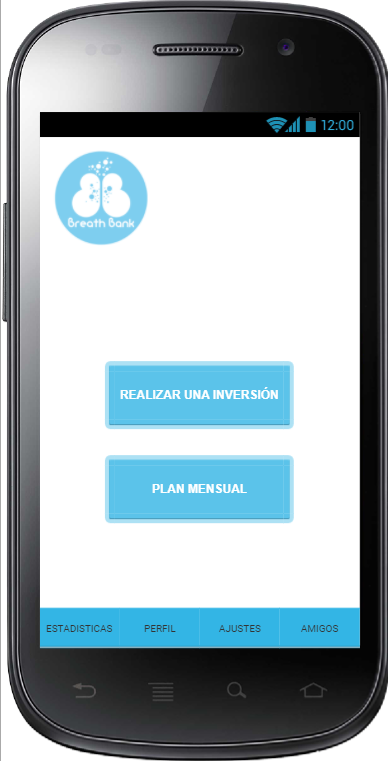 12:00
Breath Bank
REALIZAR UNA INVERSIÓN
PLAN MENSUAL
ESTADISTICAS PERFIL AJUSTES AMIGOS